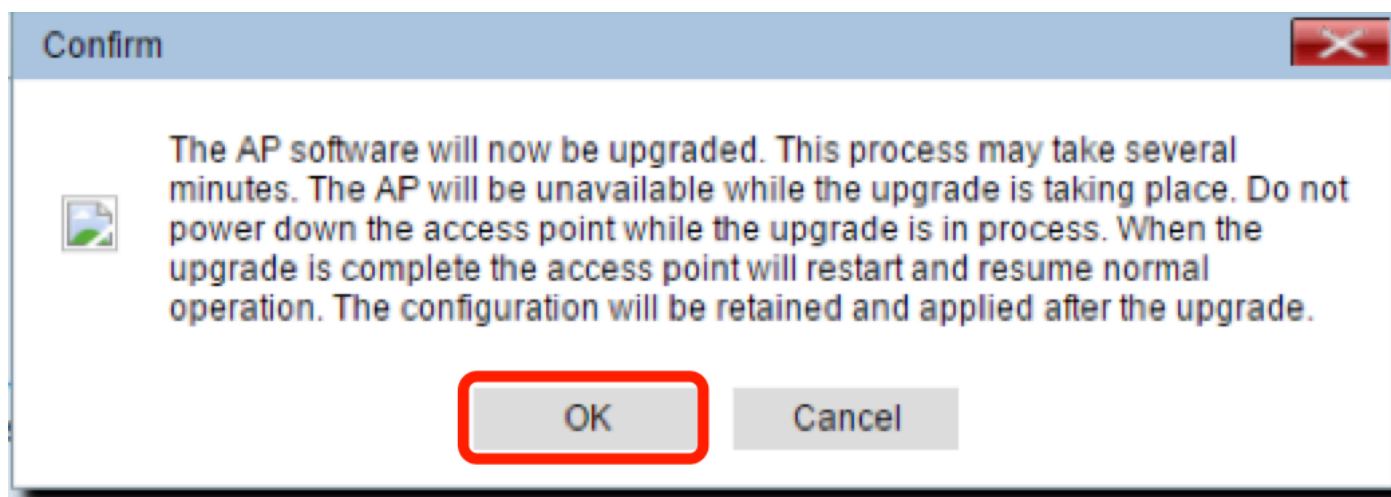 Confirm
The AP software will now be upgraded. This process may take several
minutes. The AP will be unavailable while the upgrade is taking place. Do not
power down the access point while the upgrade is in process. When the
upgrade is complete the access point will restart and resume normal
operation. The configuration will be retained and applied after the upgrade.
OK Cancel